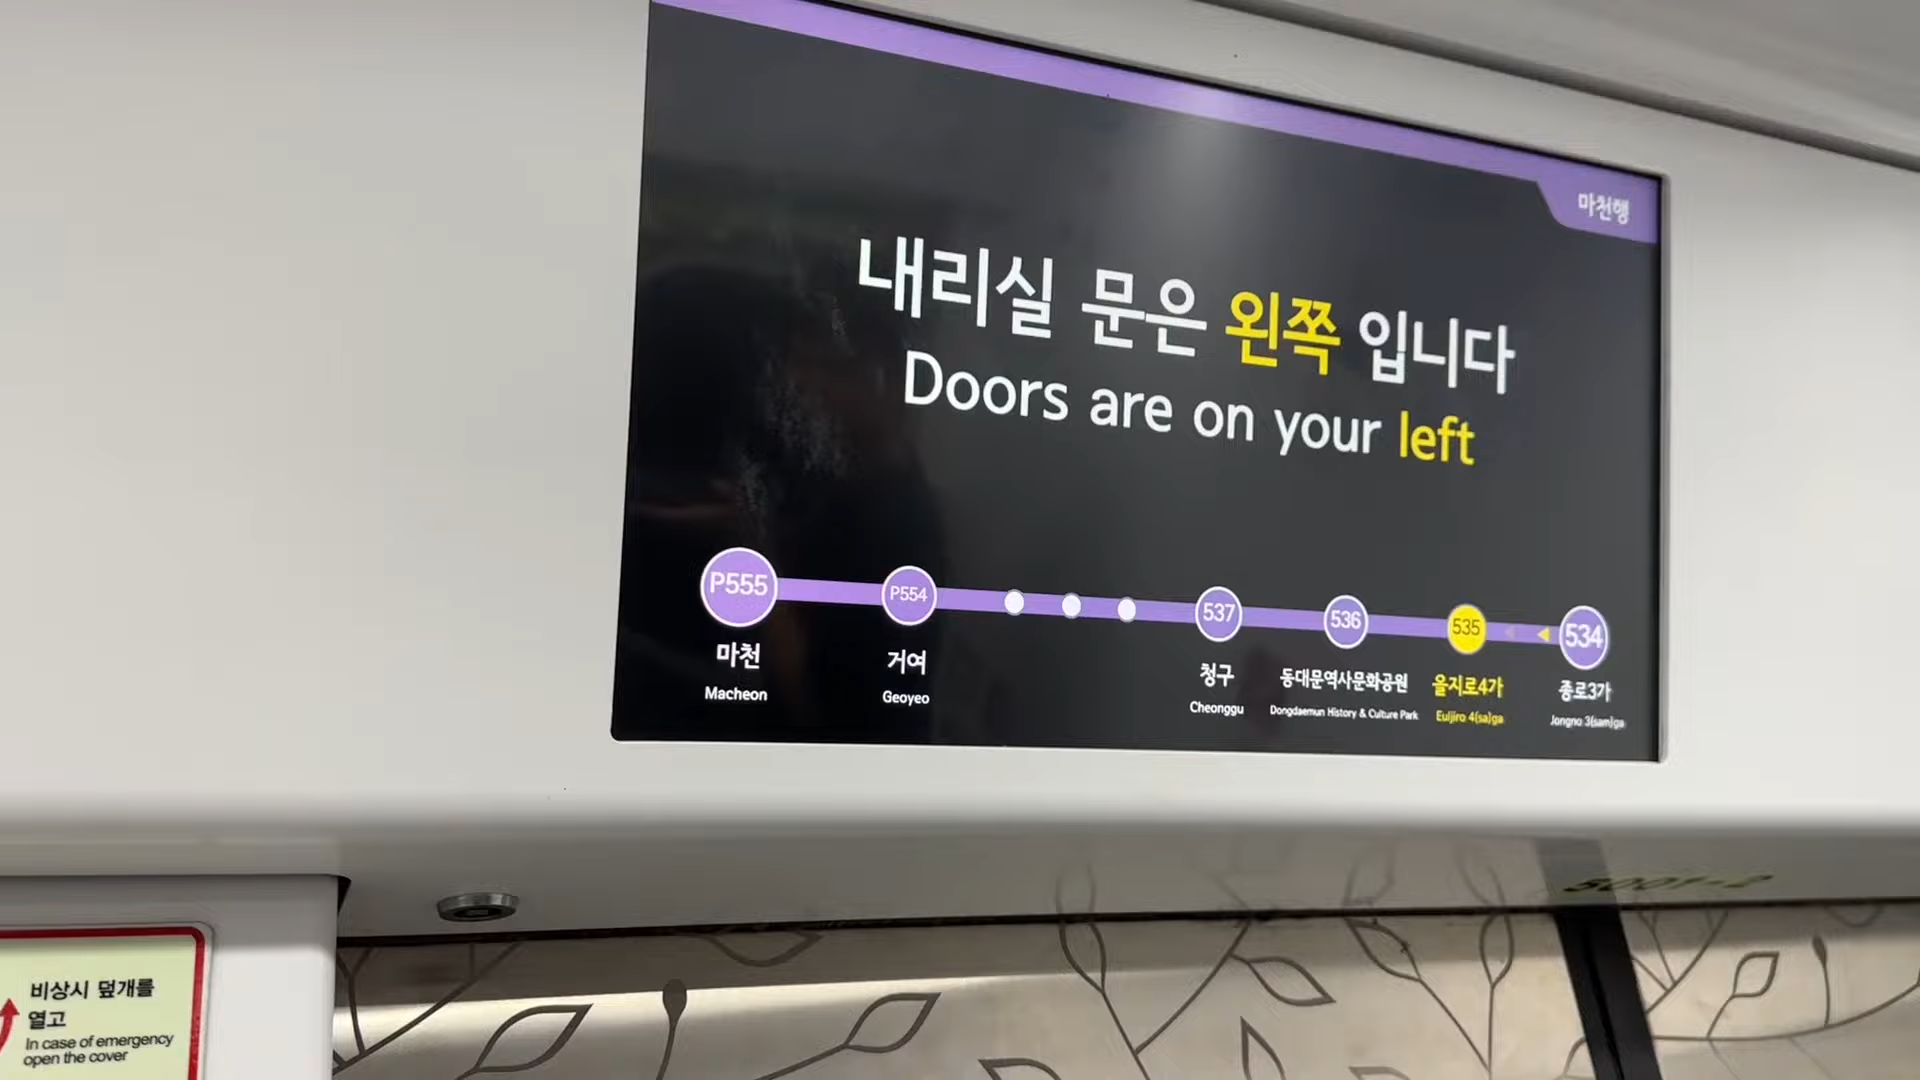 마천행
내리실 문은 왼쪽 입니다
Doors are on your left
P555
P554
537
536
535
534
마천
거여
청구
동대문역사문화공원
을지로4가
종로3가
Macheon
Geoyeo
Cheonggu
Dongdaemun History & Culture Park
Euljiro 4(sa)ga
Jongno 3(sam)ga
비상시 덮개를
열고
In case of emergency
open the cover